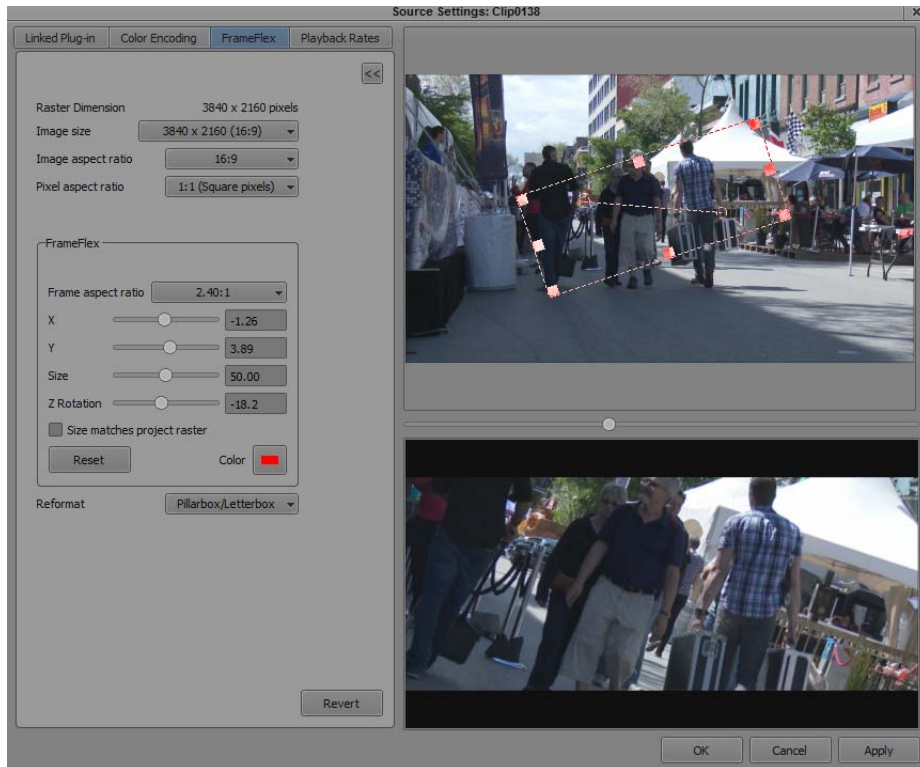 Source Settings: Clip0138
x
Linked Plug-in
Color Encoding
FrameFlex
Playback Rates
<<
Raster Dimension 3840 x 2160 pixels
Image size 3840 x 2160 (16:9)
Image aspect ratio 16:9
Pixel aspect ratio 1:1 (Square pixels)
FrameFlex
Frame aspect ratio 2.40:1
X -1.26
Y 3.89
Size 50.00
Z Rotation -18.2
Size matches project raster
Reset
Color
Reformat Pillarbox/Letterbox
Revert
OK
Cancel
Apply